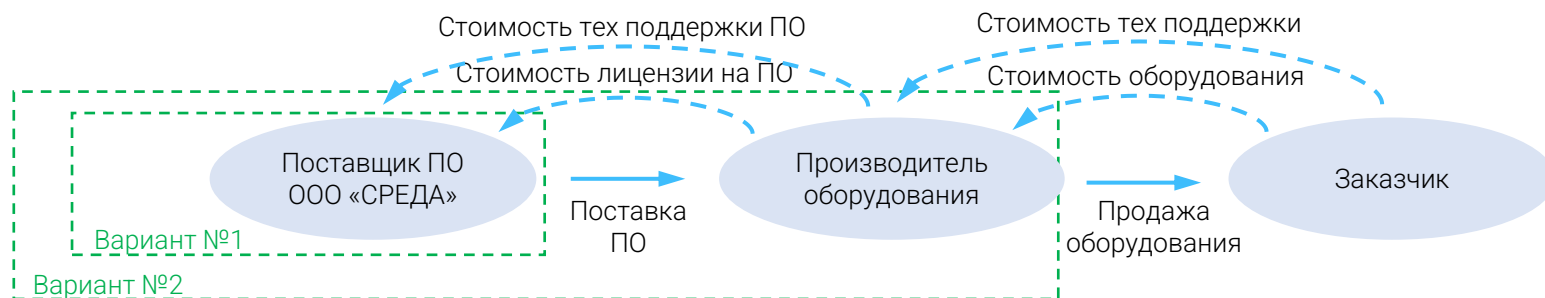 Стоимость тех поддержки ПО
Стоимость тех поддержки
Стоимость лицензии на ПО
Стоимость оборудования
Поставщик ПО
ООО «СРЕДА»
Производитель
оборудования
Заказчик
Поставка
ПО
Продажа
оборудования
Вариант №1
Вариант №2